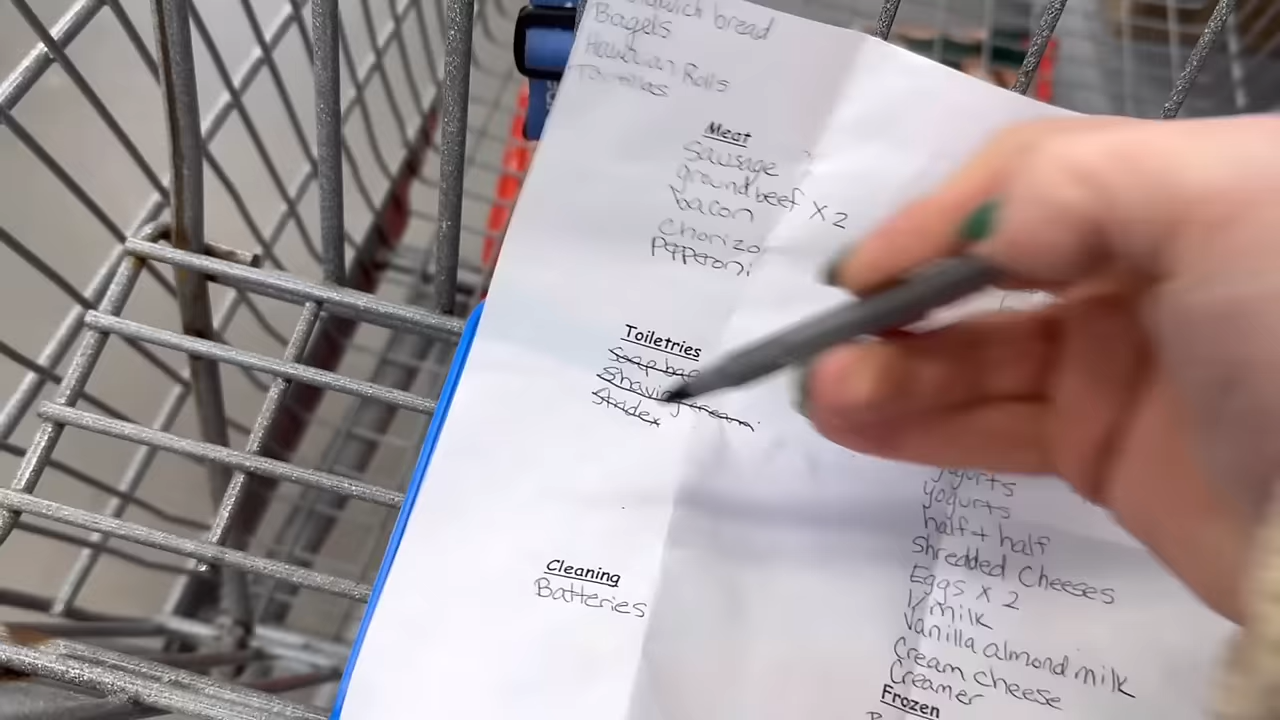 bread
Bagels
Hawaiian Rolls
Meat
Sausage
ground beef x 2
bacon
Chorizo
Pepperoni
Toiletries
Soap bar
Shaving cream
Stridex
Cleaning
Batteries
yogurts
yogurts
half + half
shredded Cheeses
Eggs x 2
milk
Vanilla almond milk
Cream cheese
Creamer
Frozen